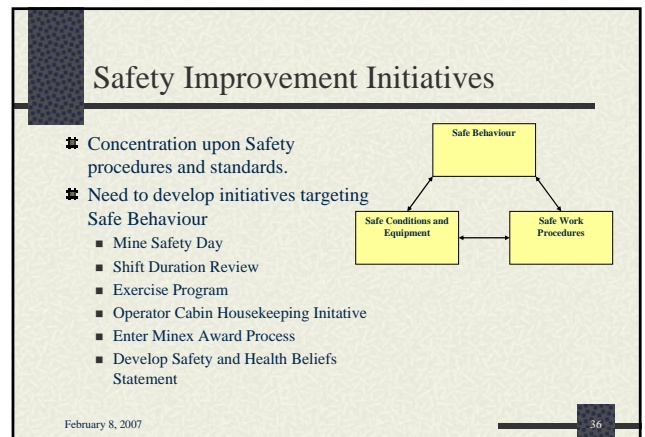 Safety Improvement Initiatives
Concentration upon Safety
procedures and standards.
Need to develop initiatives targeting
Safe Behaviour
Mine Safety Day
Shift Duration Review
Exercise Program
Operator Cabin Housekeeping Initative
Enter Minex Award Process
Develop Safety and Health Beliefs
Statement
Safe Behaviour
Safe Conditions and
Equipment
Safe Work
Procedures
February 8, 2007
36